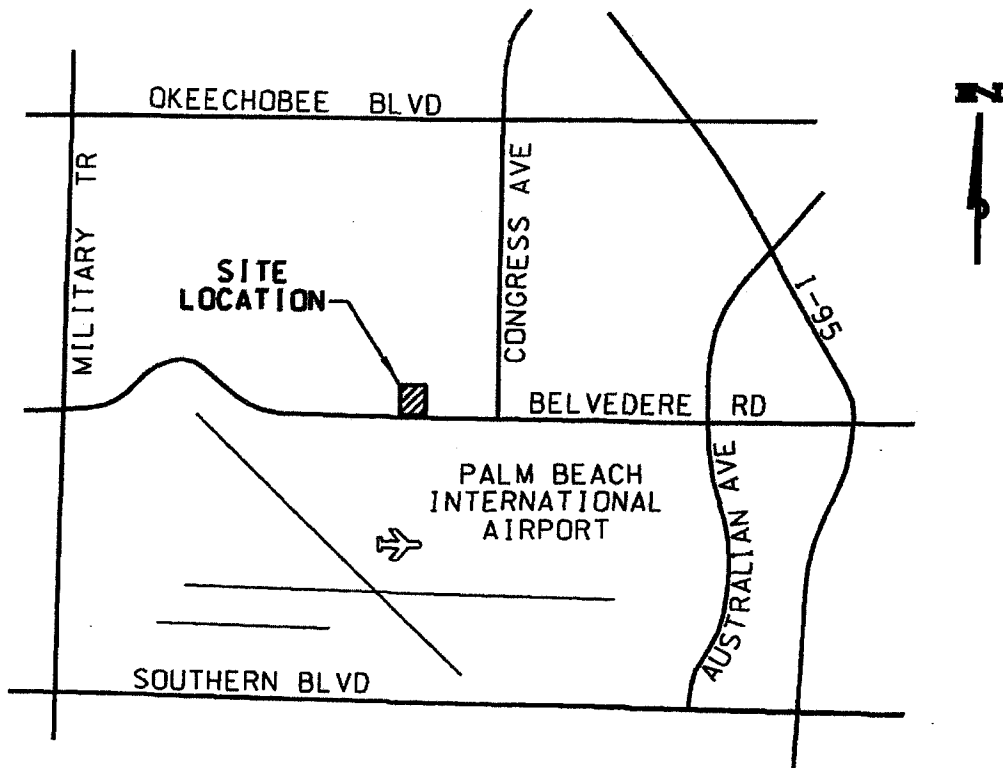 OKEECHOBEE BLVD
N
MILITARY TR
CONGRESS AVE
SITE
LOCATION
I-95
BELVEDERE RD
PALM BEACH
INTERNATIONAL
AIRPORT
AUSTRALIAN AVE
SOUTHERN BLVD